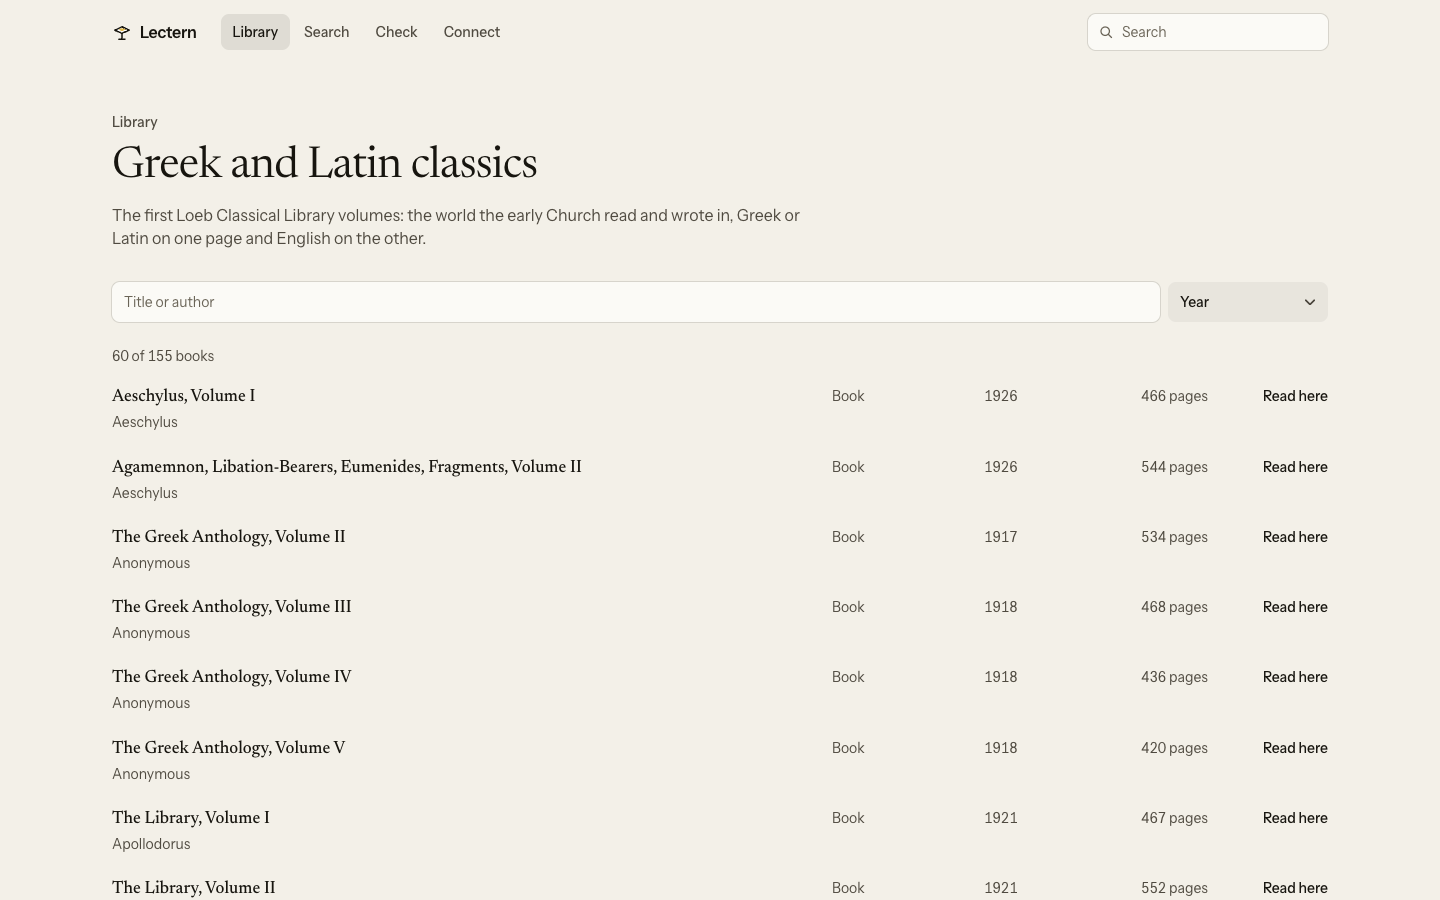 Lectern Library Search Check Connect Search
Library
Greek and Latin classics
The first Loeb Classical Library volumes: the world the early Church read and wrote in, Greek or
Latin on one page and English on the other.
Title or author Year
60 of 155 books
Aeschylus, Volume I Book 1926 466 pages Read here
Aeschylus
Agamemnon, Libation-Bearers, Eumenides, Fragments, Volume II Book 1926 544 pages Read here
Aeschylus
The Greek Anthology, Volume II Book 1917 534 pages Read here
Anonymous
The Greek Anthology, Volume III Book 1918 468 pages Read here
Anonymous
The Greek Anthology, Volume IV Book 1918 436 pages Read here
Anonymous
The Greek Anthology, Volume V Book 1918 420 pages Read here
Anonymous
The Library, Volume I Book 1921 467 pages Read here
Apollodorus
The Library, Volume II Book 1921 552 pages Read here